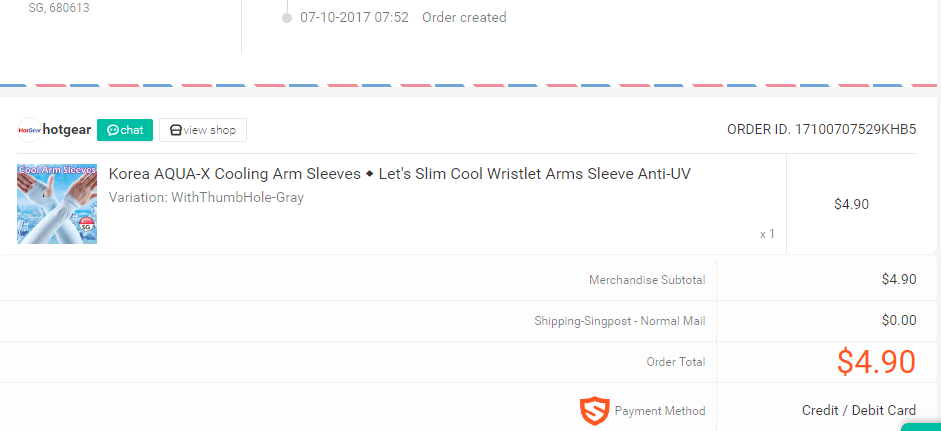 SG, 680613
07-10-2017 07:52 Order created
HotGear hotgear chat view shop ORDER ID. 17100707529KHB5
Cool Arm Sleeves
SG
Korea AQUA-X Cooling Arm Sleeves ◆ Let's Slim Cool Wristlet Arms Sleeve Anti-UV
Variation: WithThumbHole-Gray
$4.90
x 1
Merchandise Subtotal $4.90
Shipping-Singpost - Normal Mail $0.00
Order Total $4.90
Payment Method Credit / Debit Card